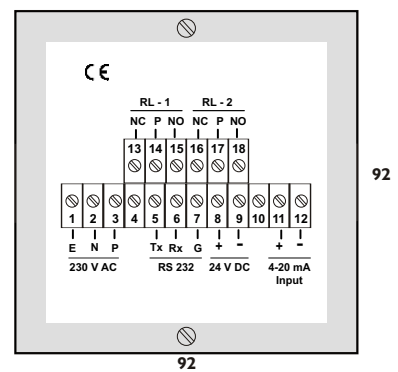 CE
RL - 1 RL - 2
NC P NO NC P NO
13 14 15 16 17 18
92
1 2 3 4 5 6 7 8 9 10 11 12
E N P Tx Rx G + - + -
230 V AC RS 232 24 V DC 4-20 mA
Input
92